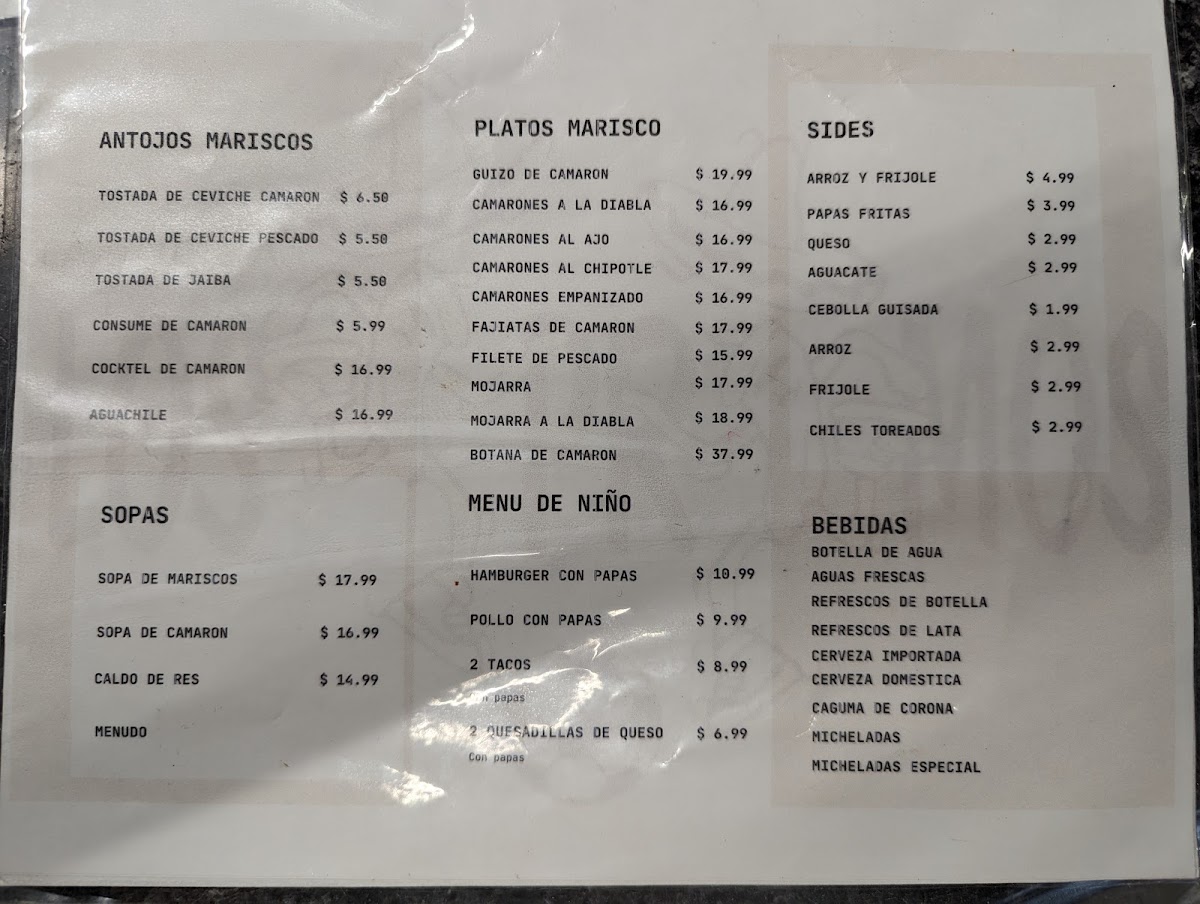 ANTOJOS MARISCOS
TOSTADA DE CEVICHE CAMARON $ 6.50
TOSTADA DE CEVICHE PESCADO $ 5.50
TOSTADA DE JAIBA $ 5.50
CONSUME DE CAMARON $ 5.99
COCKTEL DE CAMARON $ 16.99
AGUACHILE $ 16.99
SOPAS
SOPA DE MARISCOS $ 17.99
SOPA DE CAMARON $ 16.99
CALDO DE RES $ 14.99
MENUDO
PLATOS MARISCO
GUIZO DE CAMARON $ 19.99
CAMARONES A LA DIABLA $ 16.99
CAMARONES AL AJO $ 16.99
CAMARONES AL CHIPOTLE $ 17.99
CAMARONES EMPANIZADO $ 16.99
FAJIATAS DE CAMARON $ 17.99
FILETE DE PESCADO $ 15.99
MOJARRA $ 17.99
MOJARRA A LA DIABLA $ 18.99
BOTANA DE CAMARON $ 37.99
MENU DE NIÑO
HAMBURGER CON PAPAS $ 10.99
POLLO CON PAPAS $ 9.99
2 TACOS $ 8.99
Con papas
2 QUESADILLAS DE QUESO $ 6.99
Con papas
SIDES
ARROZ Y FRIJOLE $ 4.99
PAPAS FRITAS $ 3.99
QUESO $ 2.99
AGUACATE $ 2.99
CEBOLLA GUISADA $ 1.99
ARROZ $ 2.99
FRIJOLE $ 2.99
CHILES TOREADOS $ 2.99
BEBIDAS
BOTELLA DE AGUA
AGUAS FRESCAS
REFRESCOS DE BOTELLA
REFRESCOS DE LATA
CERVEZA IMPORTADA
CERVEZA DOMESTICA
CAGUMA DE CORONA
MICHELADAS
MICHELADAS ESPECIAL